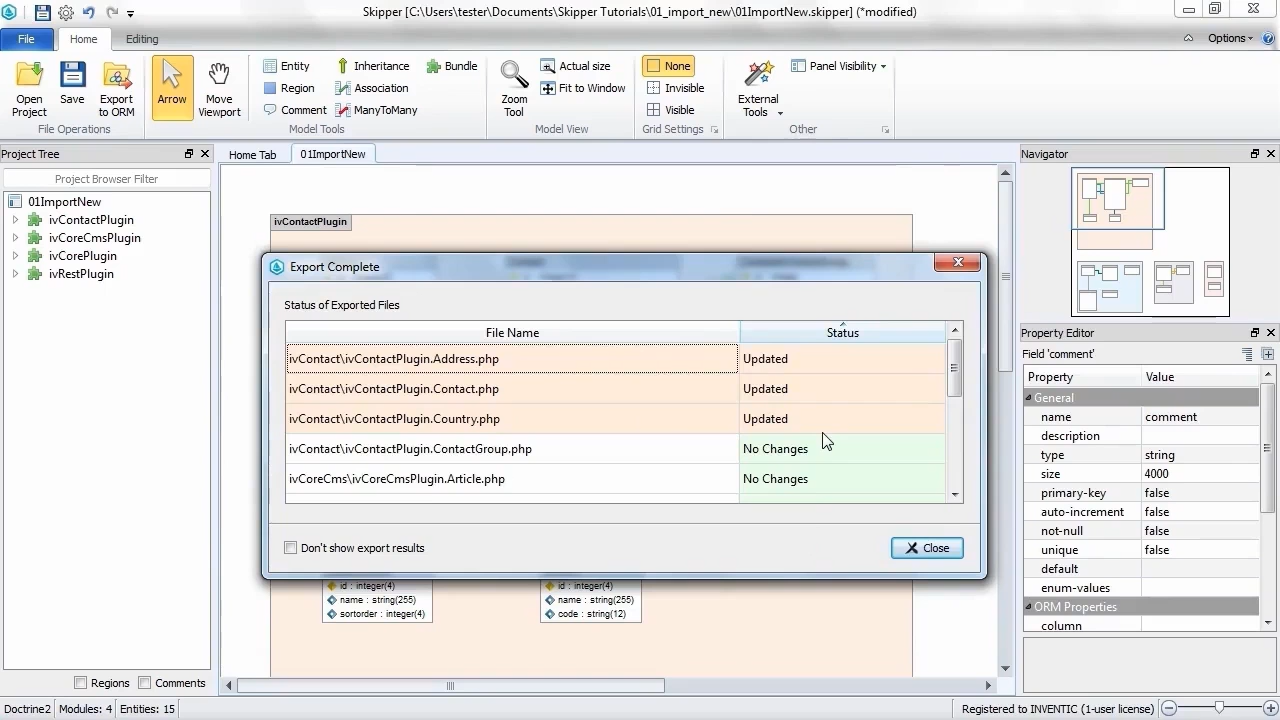 Skipper [C:\Users\tester\Documents\Skipper Tutorials\01_import_new\01ImportNew.skipper] (*modified)
File Home Editing Options
Open Project
Save
Export to ORM
File Operations
Arrow
Move Viewport
Entity
Region
Comment
Inheritance
Association
ManyToMany
Bundle
Model Tools
Zoom Tool
Actual size
Fit to Window
Model View
None
Invisible
Visible
Grid Settings
External Tools
Panel Visibility
Other
Project Tree
Project Browser Filter
01ImportNew
ivContactPlugin
ivCoreCmsPlugin
ivCorePlugin
ivRestPlugin
Regions Comments
Home Tab 01ImportNew
ivContactPlugin
Export Complete
Status of Exported Files
File Name Status
ivContact\ivContactPlugin.Address.php Updated
ivContact\ivContactPlugin.Contact.php Updated
ivContact\ivContactPlugin.Country.php Updated
ivContact\ivContactPlugin.ContactGroup.php No Changes
ivCoreCms\ivCoreCmsPlugin.Article.php No Changes
Don't show export results
Close
id : integer(4)
name : string(255)
sortorder : integer(4)
id : integer(4)
name : string(255)
code : string(12)
Navigator
Property Editor
Field 'comment'
Property Value
General
name comment
description
type string
size 4000
primary-key false
auto-increment false
not-null false
unique false
default
enum-values
ORM Properties
column
Doctrine2 Modules: 4 Entities: 15
Registered to INVENTIC (1-user license)